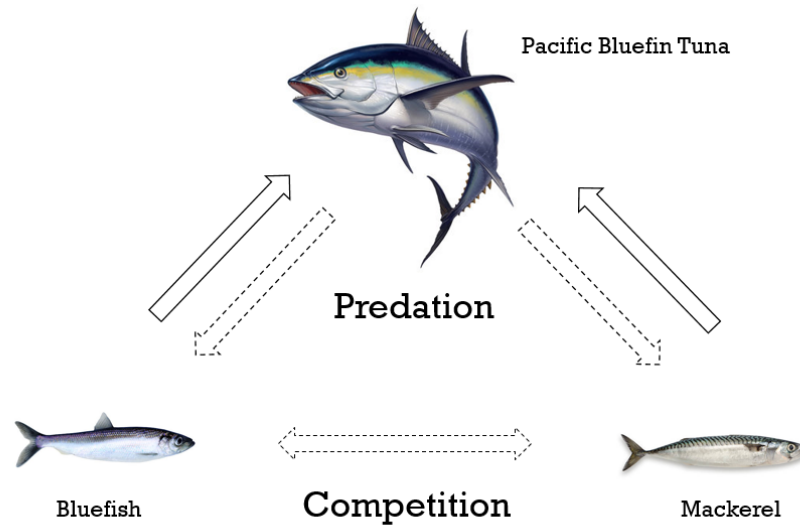 Pacific Bluefin Tuna
Predation
Bluefish
Competition
Mackerel